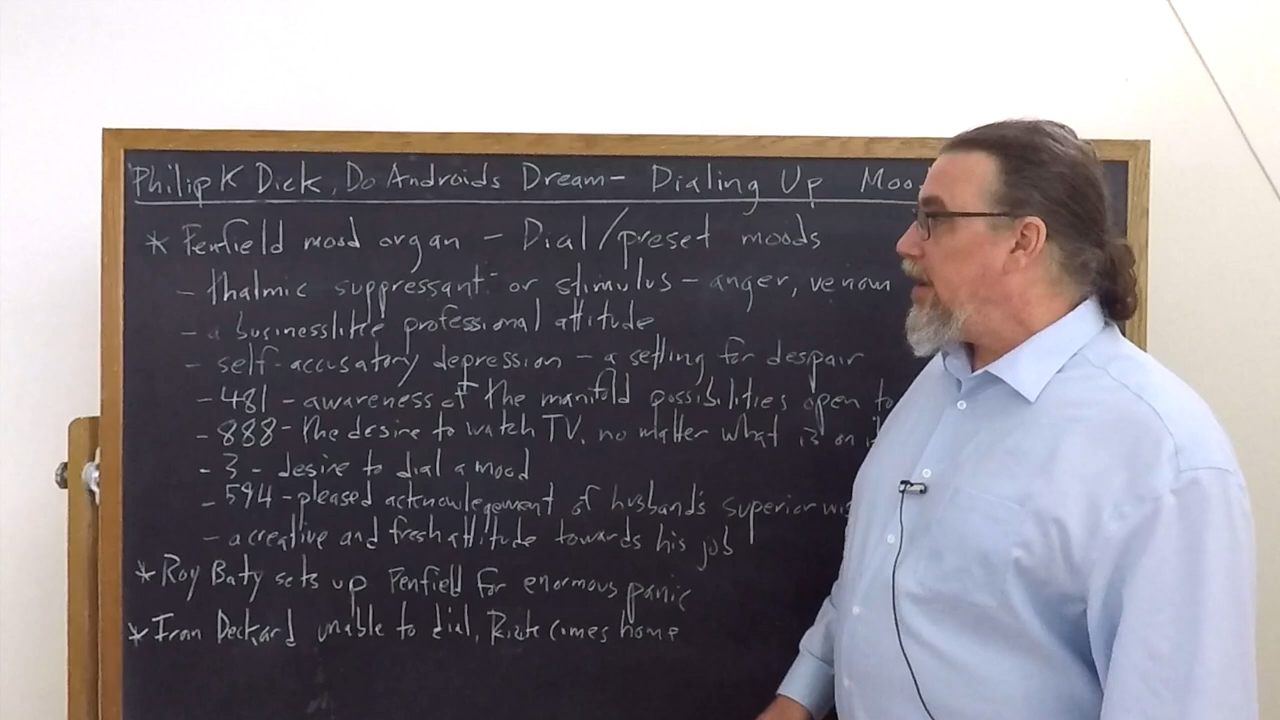 Philip K Dick, Do Androids Dream - Dialing Up Moo
* Penfield mood organ - Dial/preset moods
- thalmic suppressant or stimulus - anger, venom
- a businesslike professional attitude
- self-accusatory depression - a setting for despair
- 481 - awareness of the manifold possibilities open to
- 888 - the desire to watch TV, no matter what is on i
- 3 - desire to dial a mood
- 594 - pleased acknowlegement of husband's superior wis
- a creative and fresh attitude towards his job
* Roy Baty sets up Penfield for enormous panic
* Iran Deckard unable to dial, Rick comes home